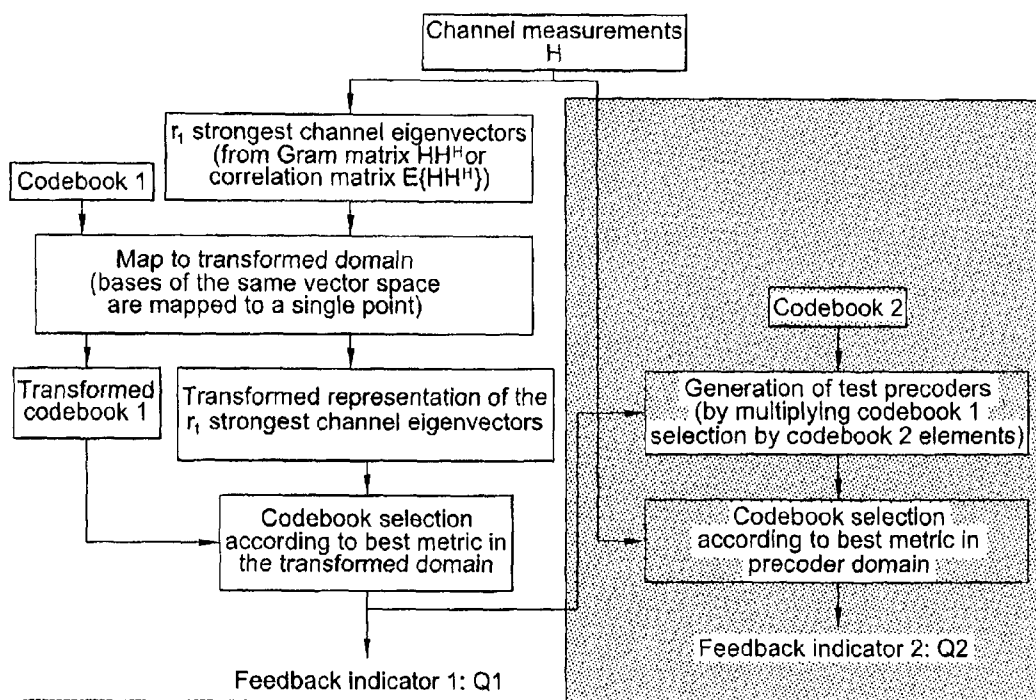 Channel measurements
H
r₁ strongest channel eigenvectors
(from Gram matrix HHᴴ or
correlation matrix E{HHᴴ})
Codebook 1
Map to transformed domain
(bases of the same vector space
are mapped to a single point)
Transformed
codebook 1
Transformed representation of the
r₁ strongest channel eigenvectors
Codebook selection
according to best metric in
the transformed domain
Feedback indicator 1: Q1
Codebook 2
Generation of test precoders
(by multiplying codebook 1
selection by codebook 2 elements)
Codebook selection
according to best metric in
precoder domain
Feedback indicator 2: Q2